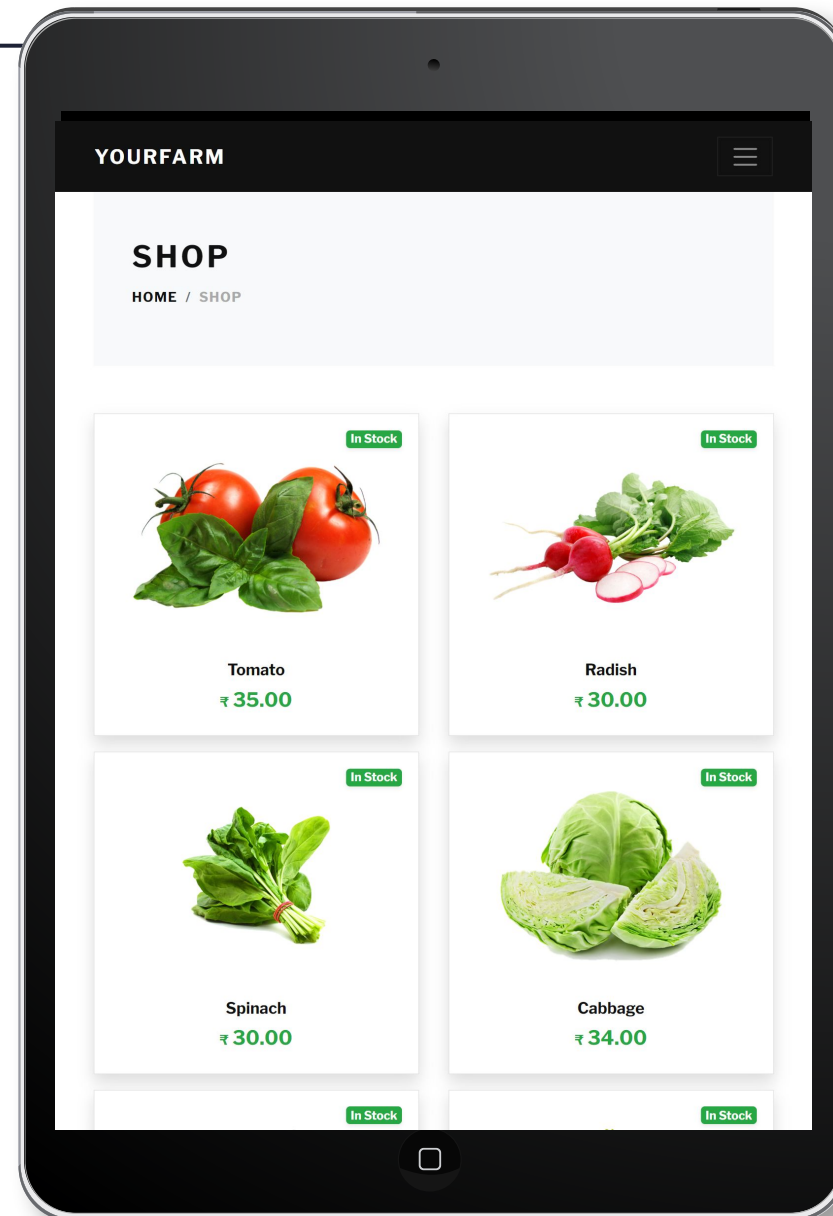 YOURFARM
SHOP
HOME / SHOP
In Stock
In Stock
Tomato
Radish
₹ 35.00
₹ 30.00
In Stock
In Stock
Spinach
Cabbage
₹ 30.00
₹ 34.00
In Stock
In Stock